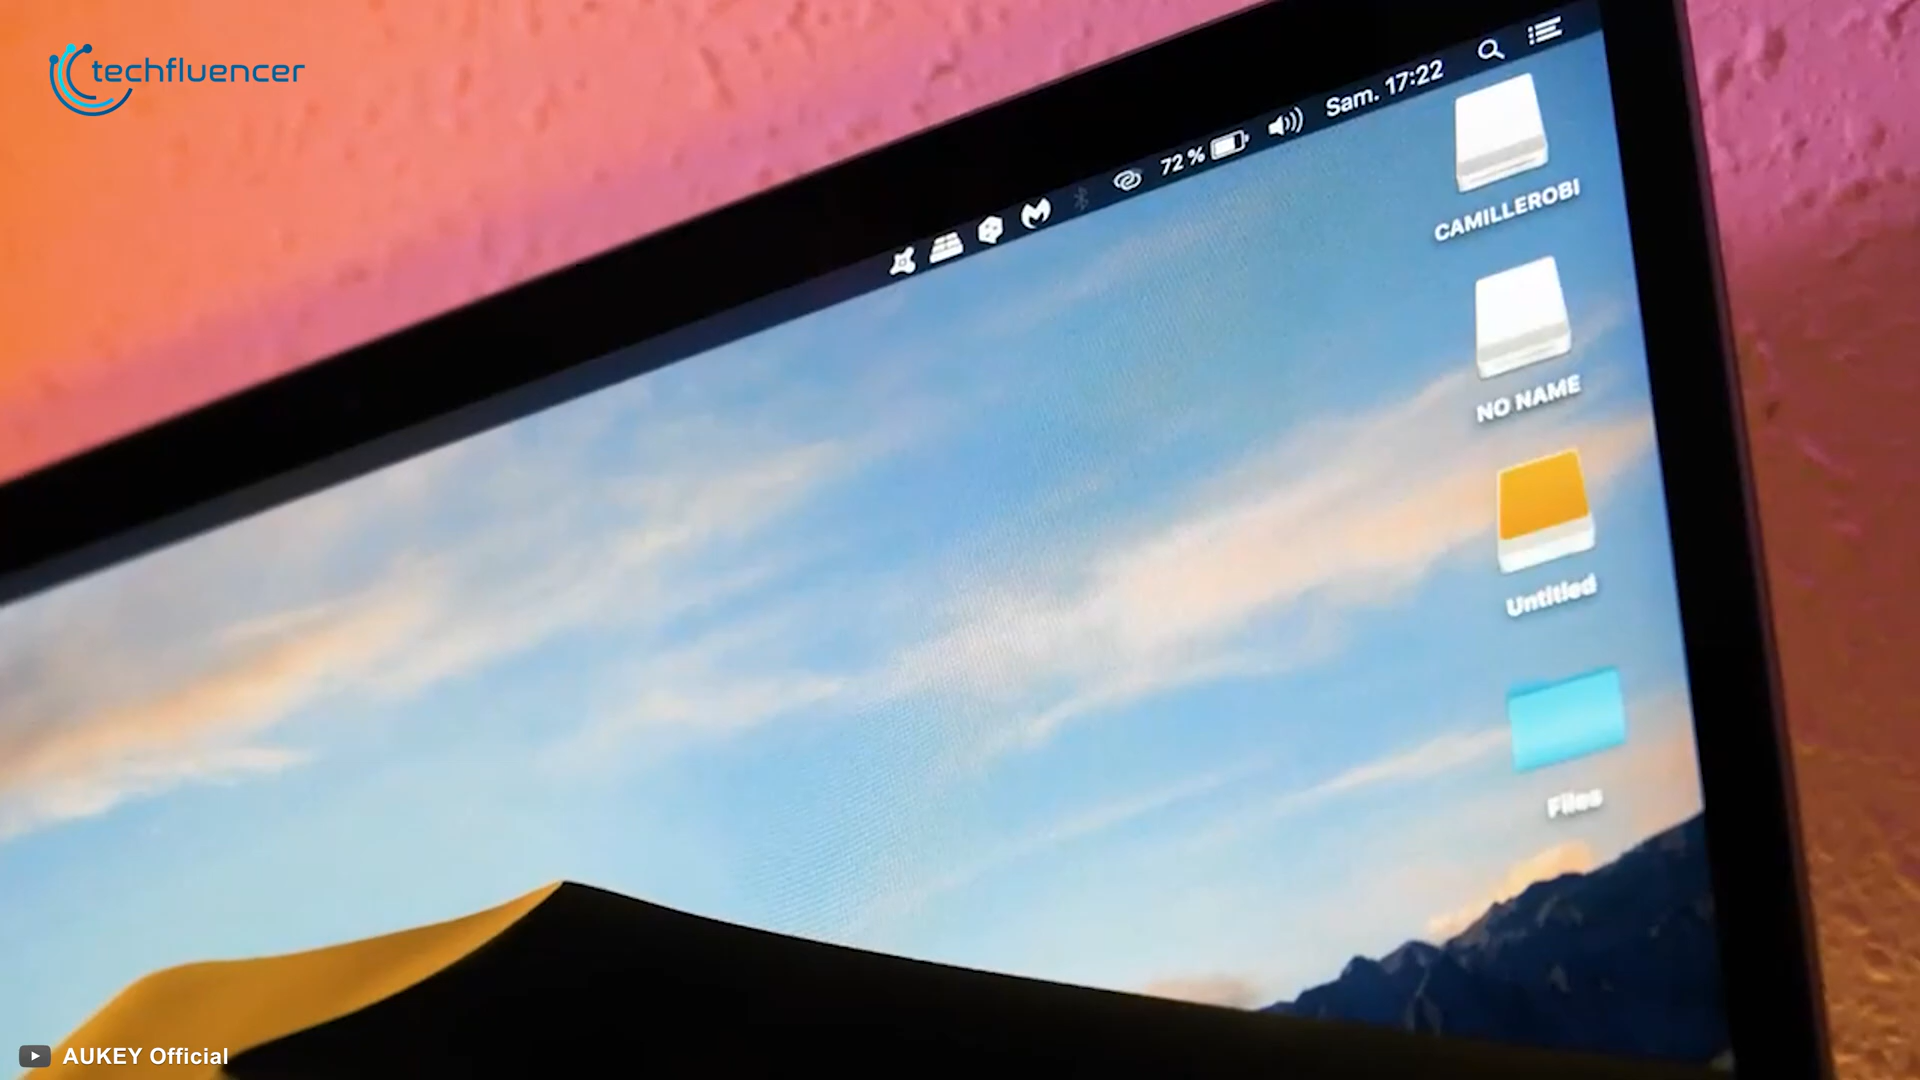 techfluencer
72 % Sam. 17:22
CAMILLEROBI
NO NAME
Untitled
Files
AUKEY Official